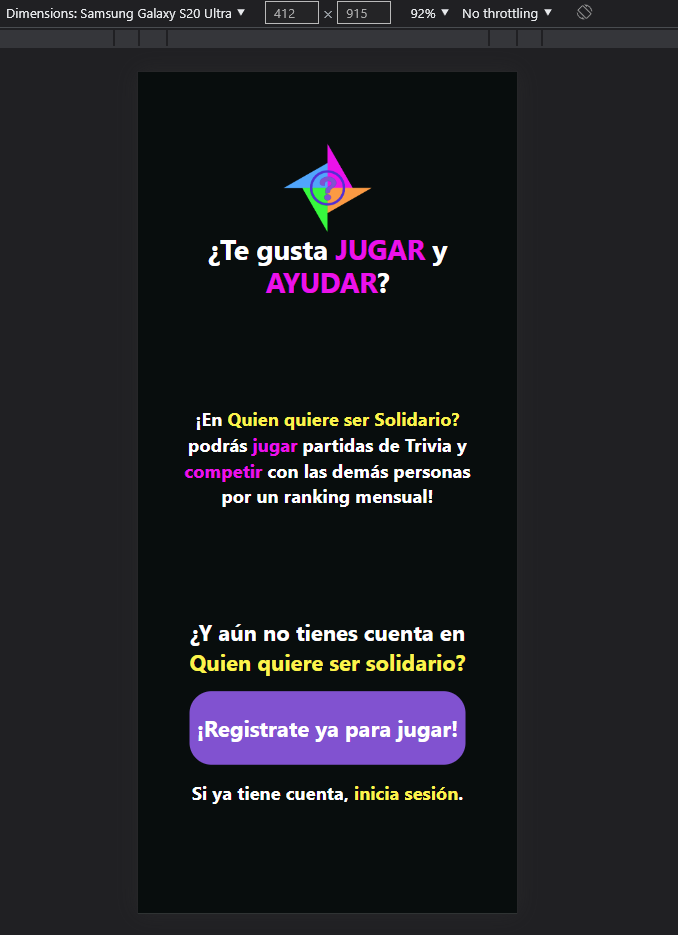 Dimensions: Samsung Galaxy S20 Ultra ▼ 412 × 915 92% ▼ No throttling ▼
?
¿Te gusta JUGAR y
AYUDAR?
¡En Quien quiere ser Solidario?
podrás jugar partidas de Trivia y
competir con las demás personas
por un ranking mensual!
¿Y aún no tienes cuenta en
Quien quiere ser solidario?
¡Registrate ya para jugar!
Si ya tiene cuenta, inicia sesión.